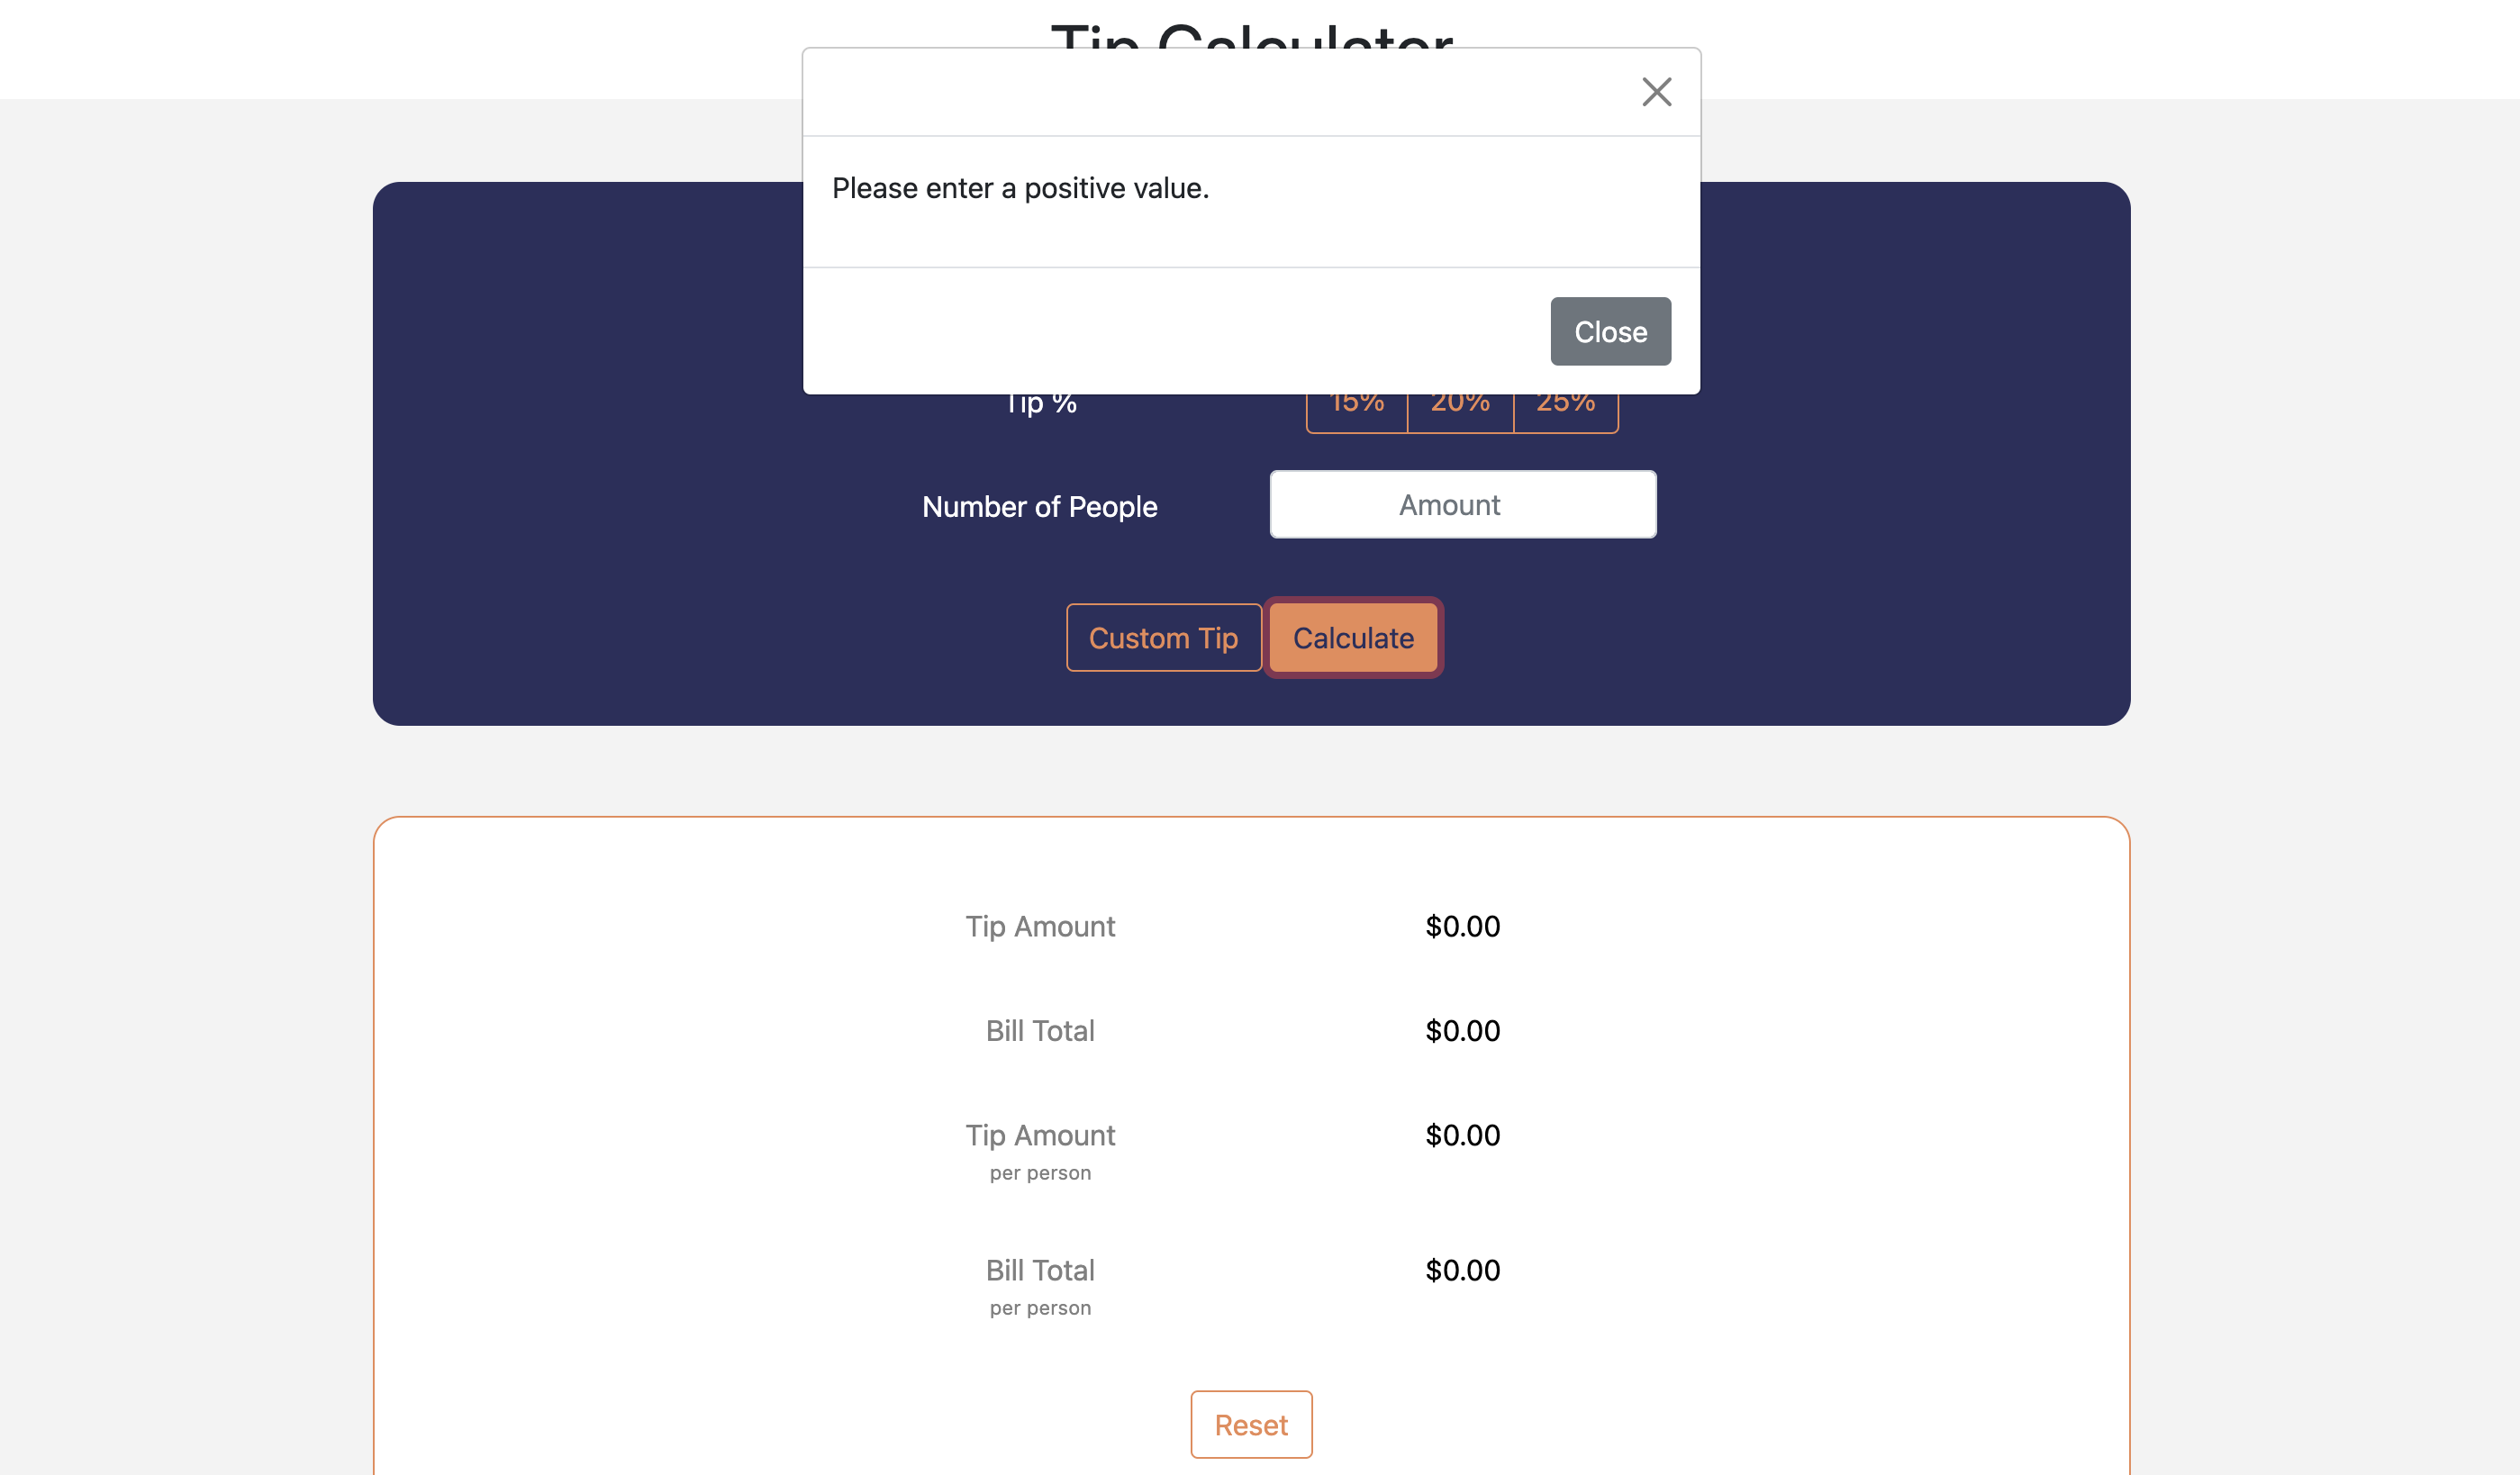 Tip Calculator
Please enter a positive value.
Close
Tip % 15% 20% 25%
Number of People Amount
Custom Tip Calculate
Tip Amount $0.00
Bill Total $0.00
Tip Amount $0.00
per person
Bill Total $0.00
per person
Reset